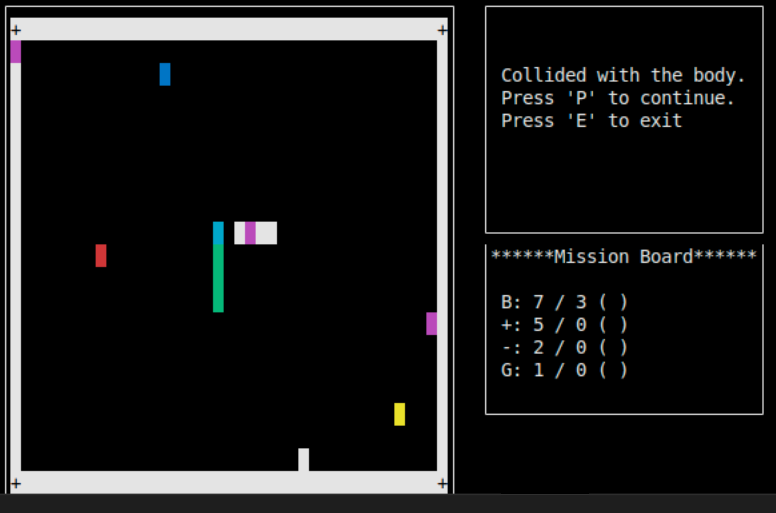 + +
Collided with the body.
Press 'P' to continue.
Press 'E' to exit
******Mission Board******
B: 7 / 3 ( )
+: 5 / 0 ( )
-: 2 / 0 ( )
G: 1 / 0 ( )
+ +